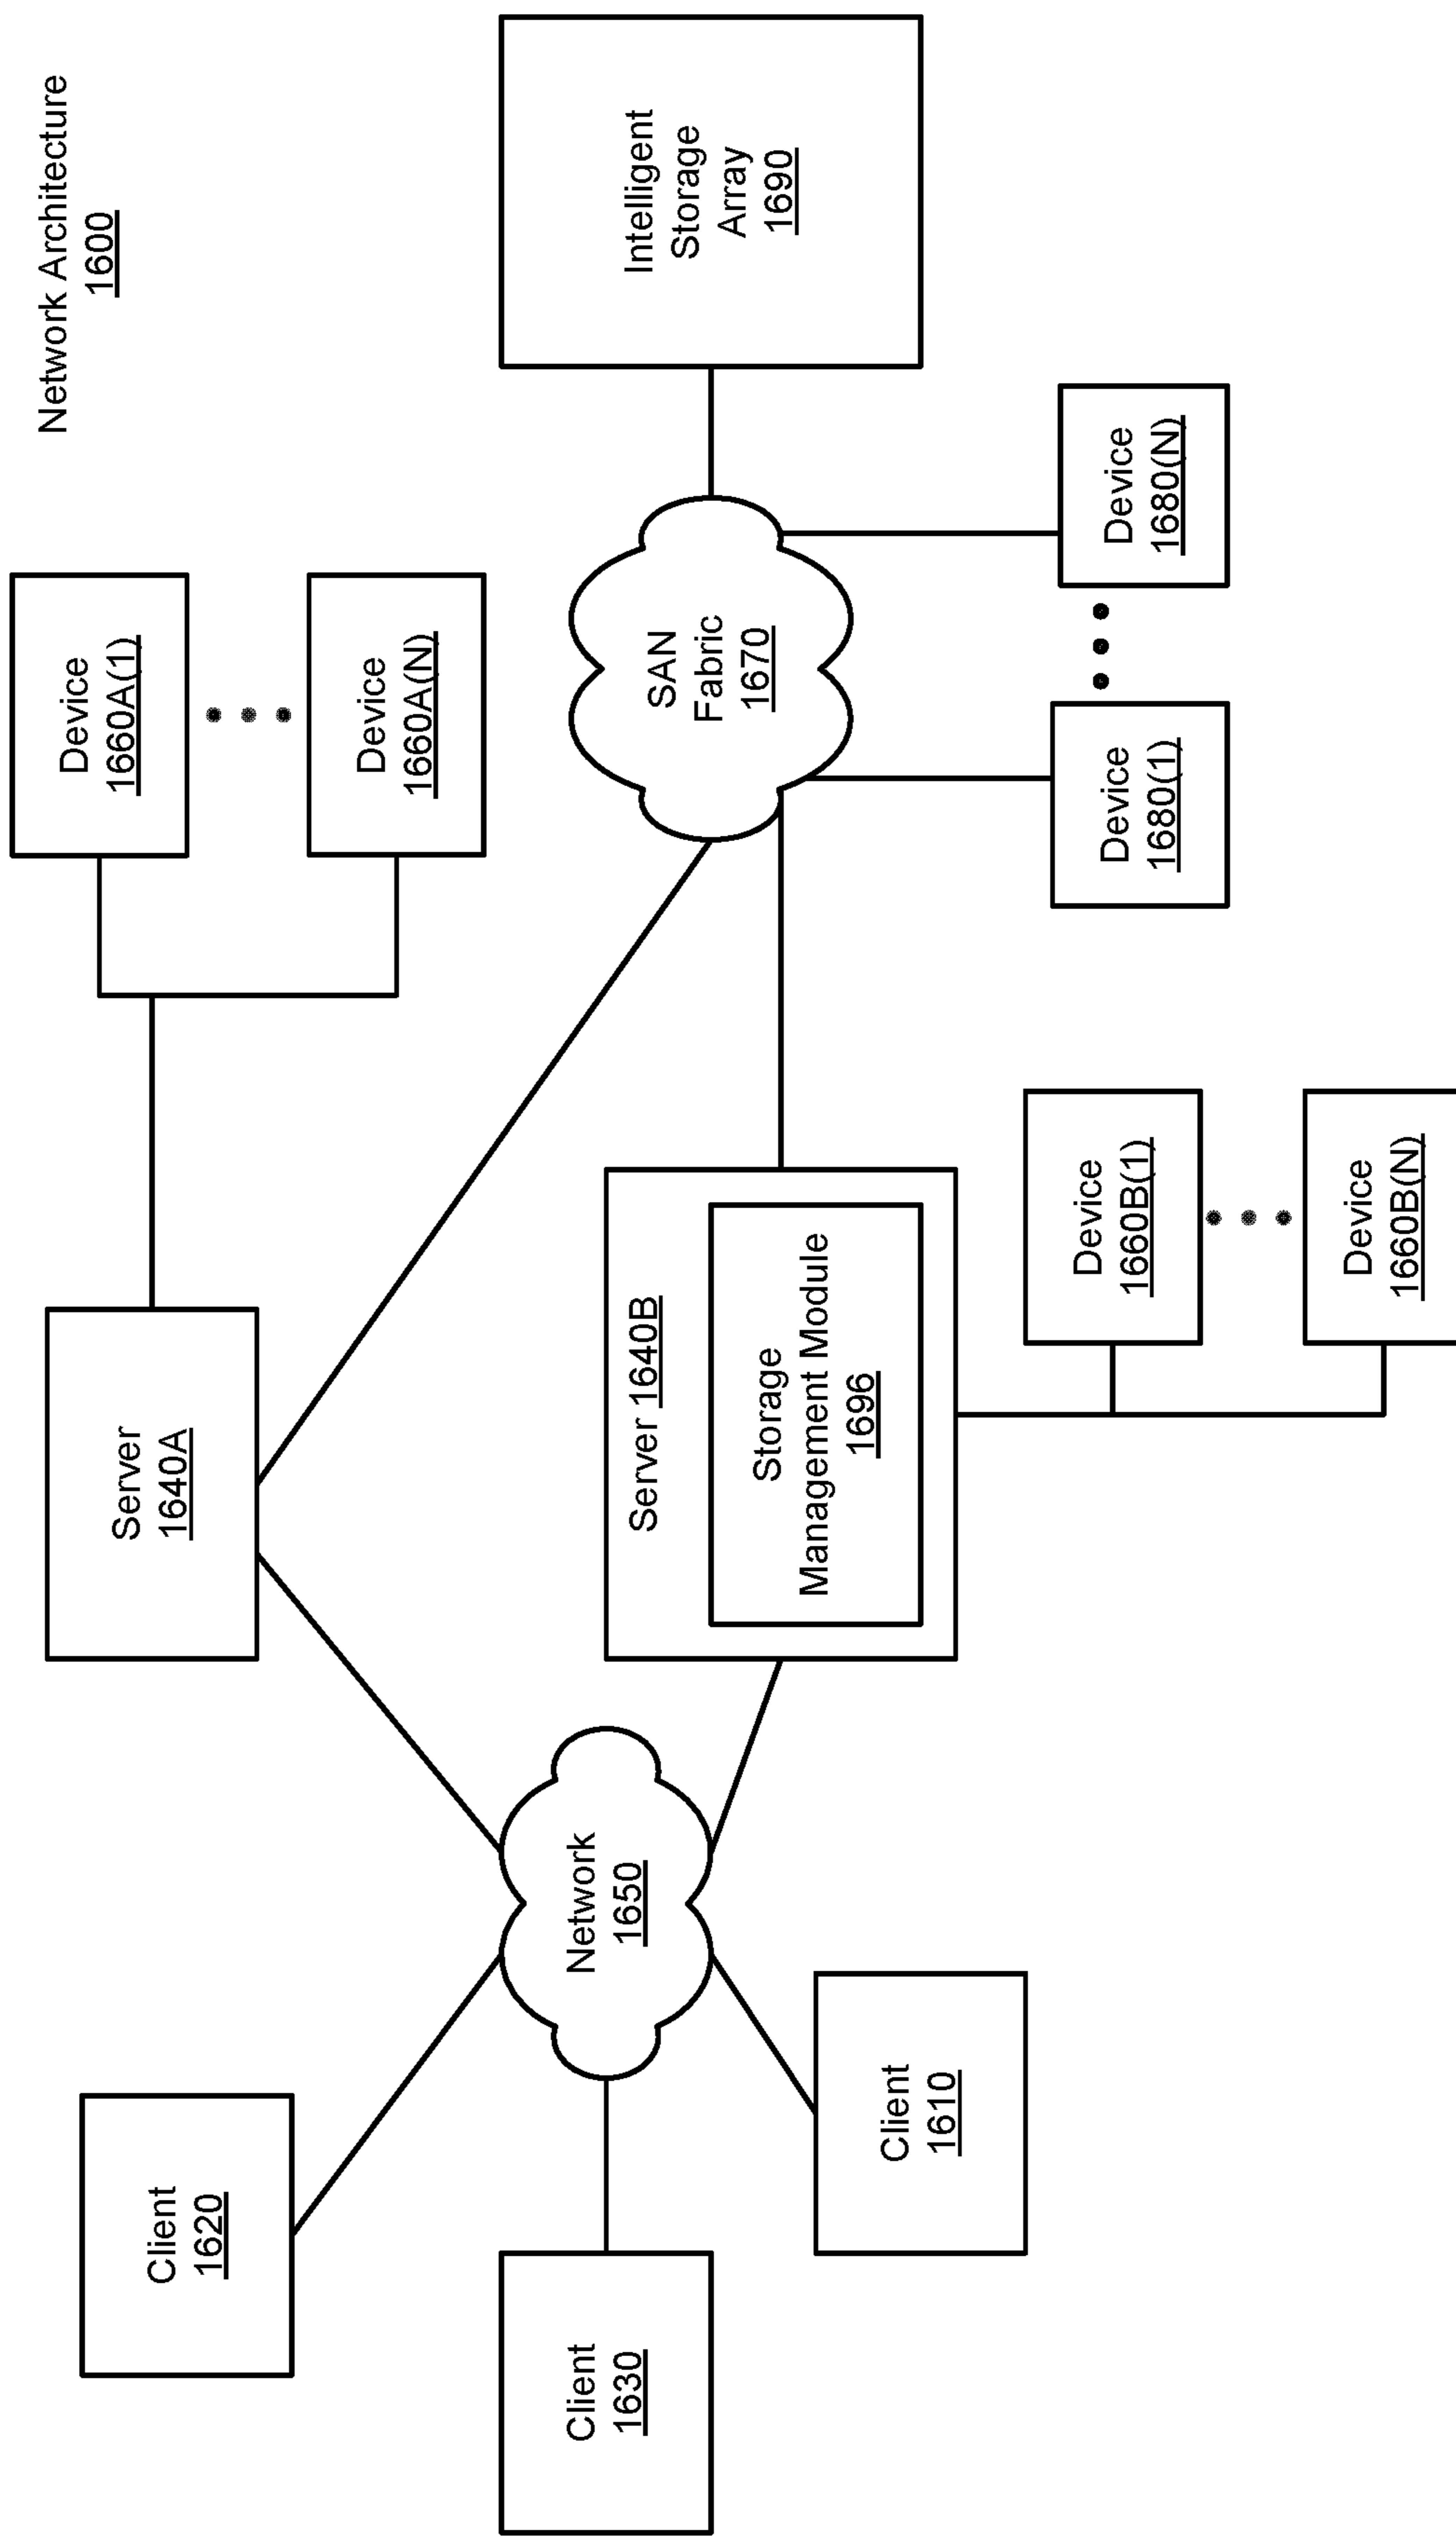 Network Architecture
1600
Device
1660A(1)
Device
1660A(N)
Server
1640A
Client
1620
Intelligent
Storage
Array
1690
SAN
Fabric
1670
Network
1650
Client
1630
Server 1640B
Storage
Management Module
1696
Client
1610
Device
1680(N)
Device
1680(1)
Device
1660B(1)
Device
1660B(N)